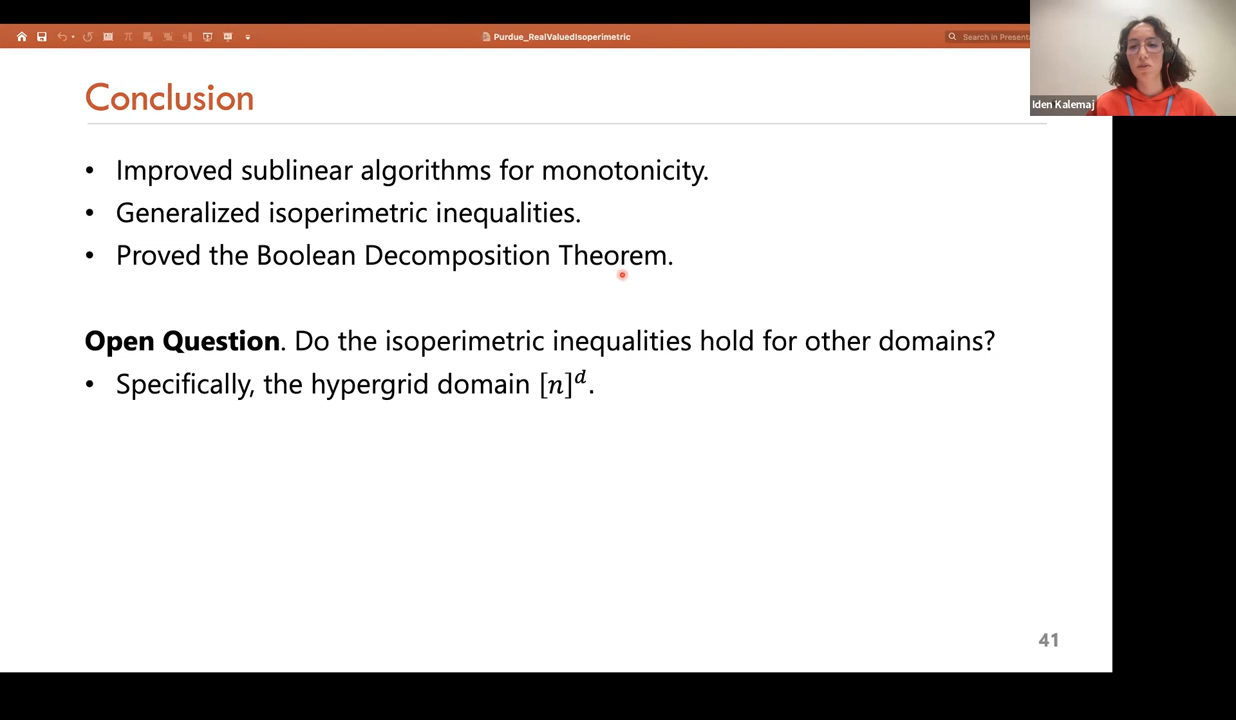 Purdue_RealValuedIsoperimetric
Search in Presenta
Iden Kalemaj
Conclusion
• Improved sublinear algorithms for monotonicity.
• Generalized isoperimetric inequalities.
• Proved the Boolean Decomposition Theorem.
Open Question. Do the isoperimetric inequalities hold for other domains?
• Specifically, the hypergrid domain [n]ᵈ.
41